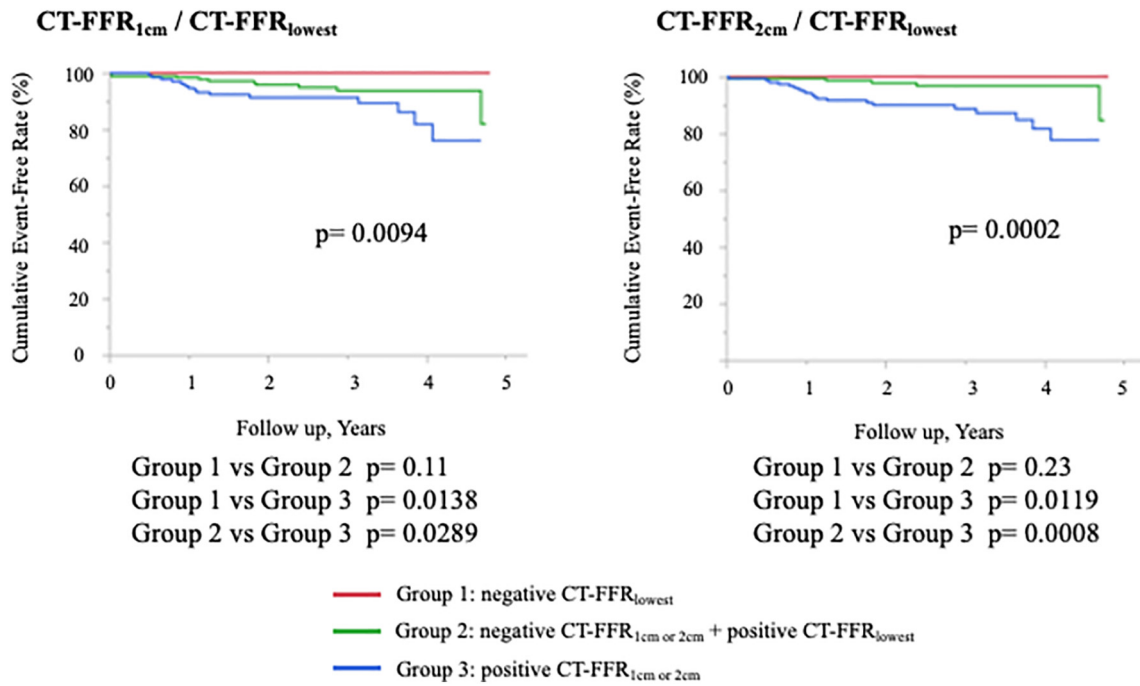 CT-FFR1cm / CT-FFRlowest
Cumulative Event-Free Rate (%)
100
80
60
40
20
0
p= 0.0094
0 1 2 3 4 5
Follow up, Years
Group 1 vs Group 2 p= 0.11
Group 1 vs Group 3 p= 0.0138
Group 2 vs Group 3 p= 0.0289
CT-FFR2cm / CT-FFRlowest
Cumulative Event-Free Rate (%)
100
80
60
40
20
p= 0.0002
0 1 2 3 4 5
Follow up, Years
Group 1 vs Group 2 p= 0.23
Group 1 vs Group 3 p= 0.0119
Group 2 vs Group 3 p= 0.0008
Group 1: negative CT-FFRlowest
Group 2: negative CT-FFR1cm or 2cm + positive CT-FFRlowest
Group 3: positive CT-FFR1cm or 2cm